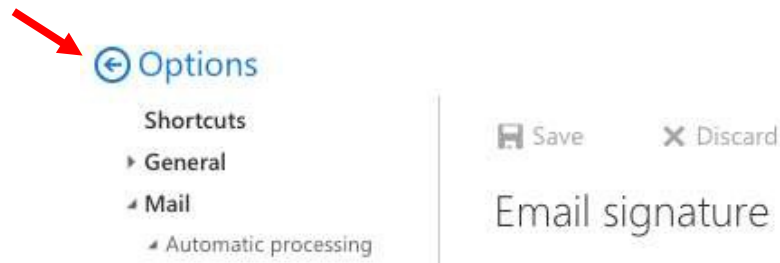 Options
Shortcuts
General
Mail
Automatic processing
Save
Discard
Email signature